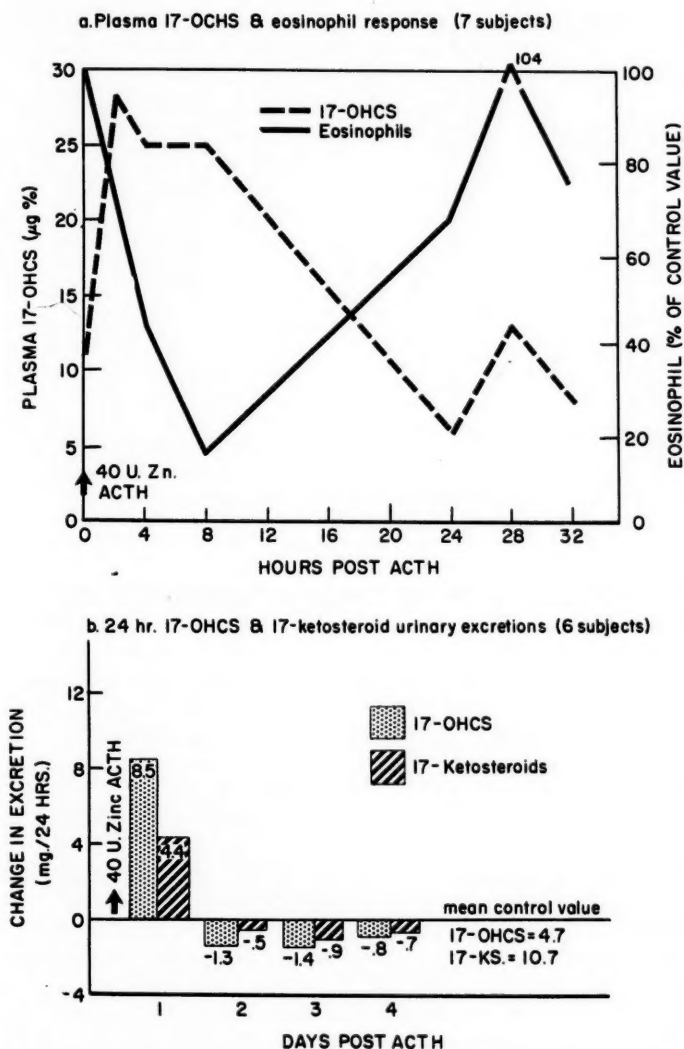 a.Plasma 17-OCHS & eosinophil response (7 subjects)
104
30
25
20
15
10
5
0
PLASMA 17-OHCS (µg %)
17-OHCS
Eosinophils
40 U. Zn.
ACTH
100
80
60
40
20
0
EOSINOPHIL (% OF CONTROL VALUE)
0 4 8 12 16 20 24 28 32
HOURS POST ACTH
b. 24 hr. 17-OHCS & 17-ketosteroid urinary excretions (6 subjects)
12
8
4
0
-4
CHANGE IN EXCRETION
(mg./24 HRS.)
40 U. Zinc ACTH
17-OHCS
17-Ketosteroids
8.5
4.4
-1.3
-.5
-1.4
-.9
-.8
-.7
mean control value
17-OHCS=4.7
17-KS.=10.7
1 2 3 4
DAYS POST ACTH